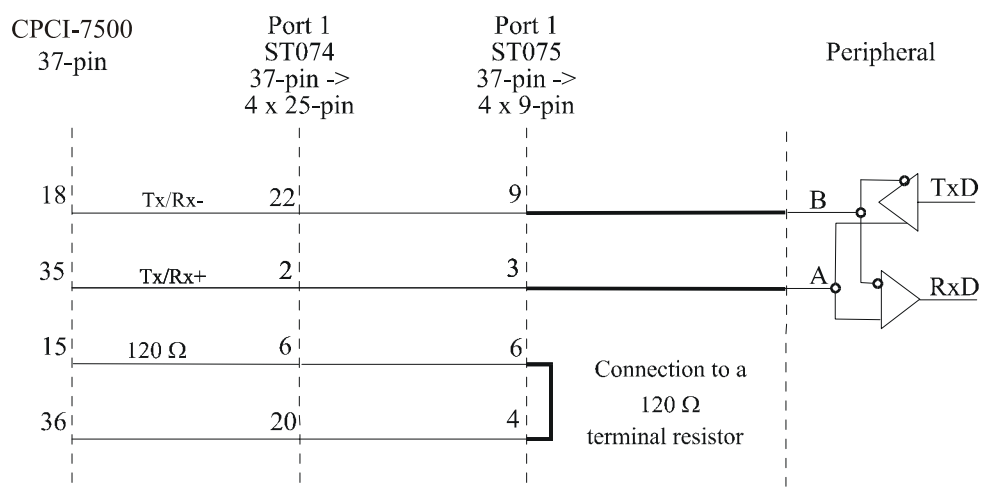 CPCI-7500
37-pin
Port 1
ST074
37-pin ->
4 x 25-pin
Port 1
ST075
37-pin ->
4 x 9-pin
Peripheral
18 Tx/Rx- 22 9 B TxD
35 Tx/Rx+ 2 3 A RxD
15 120 Ω 6 6
36 20 4
Connection to a
120 Ω
terminal resistor